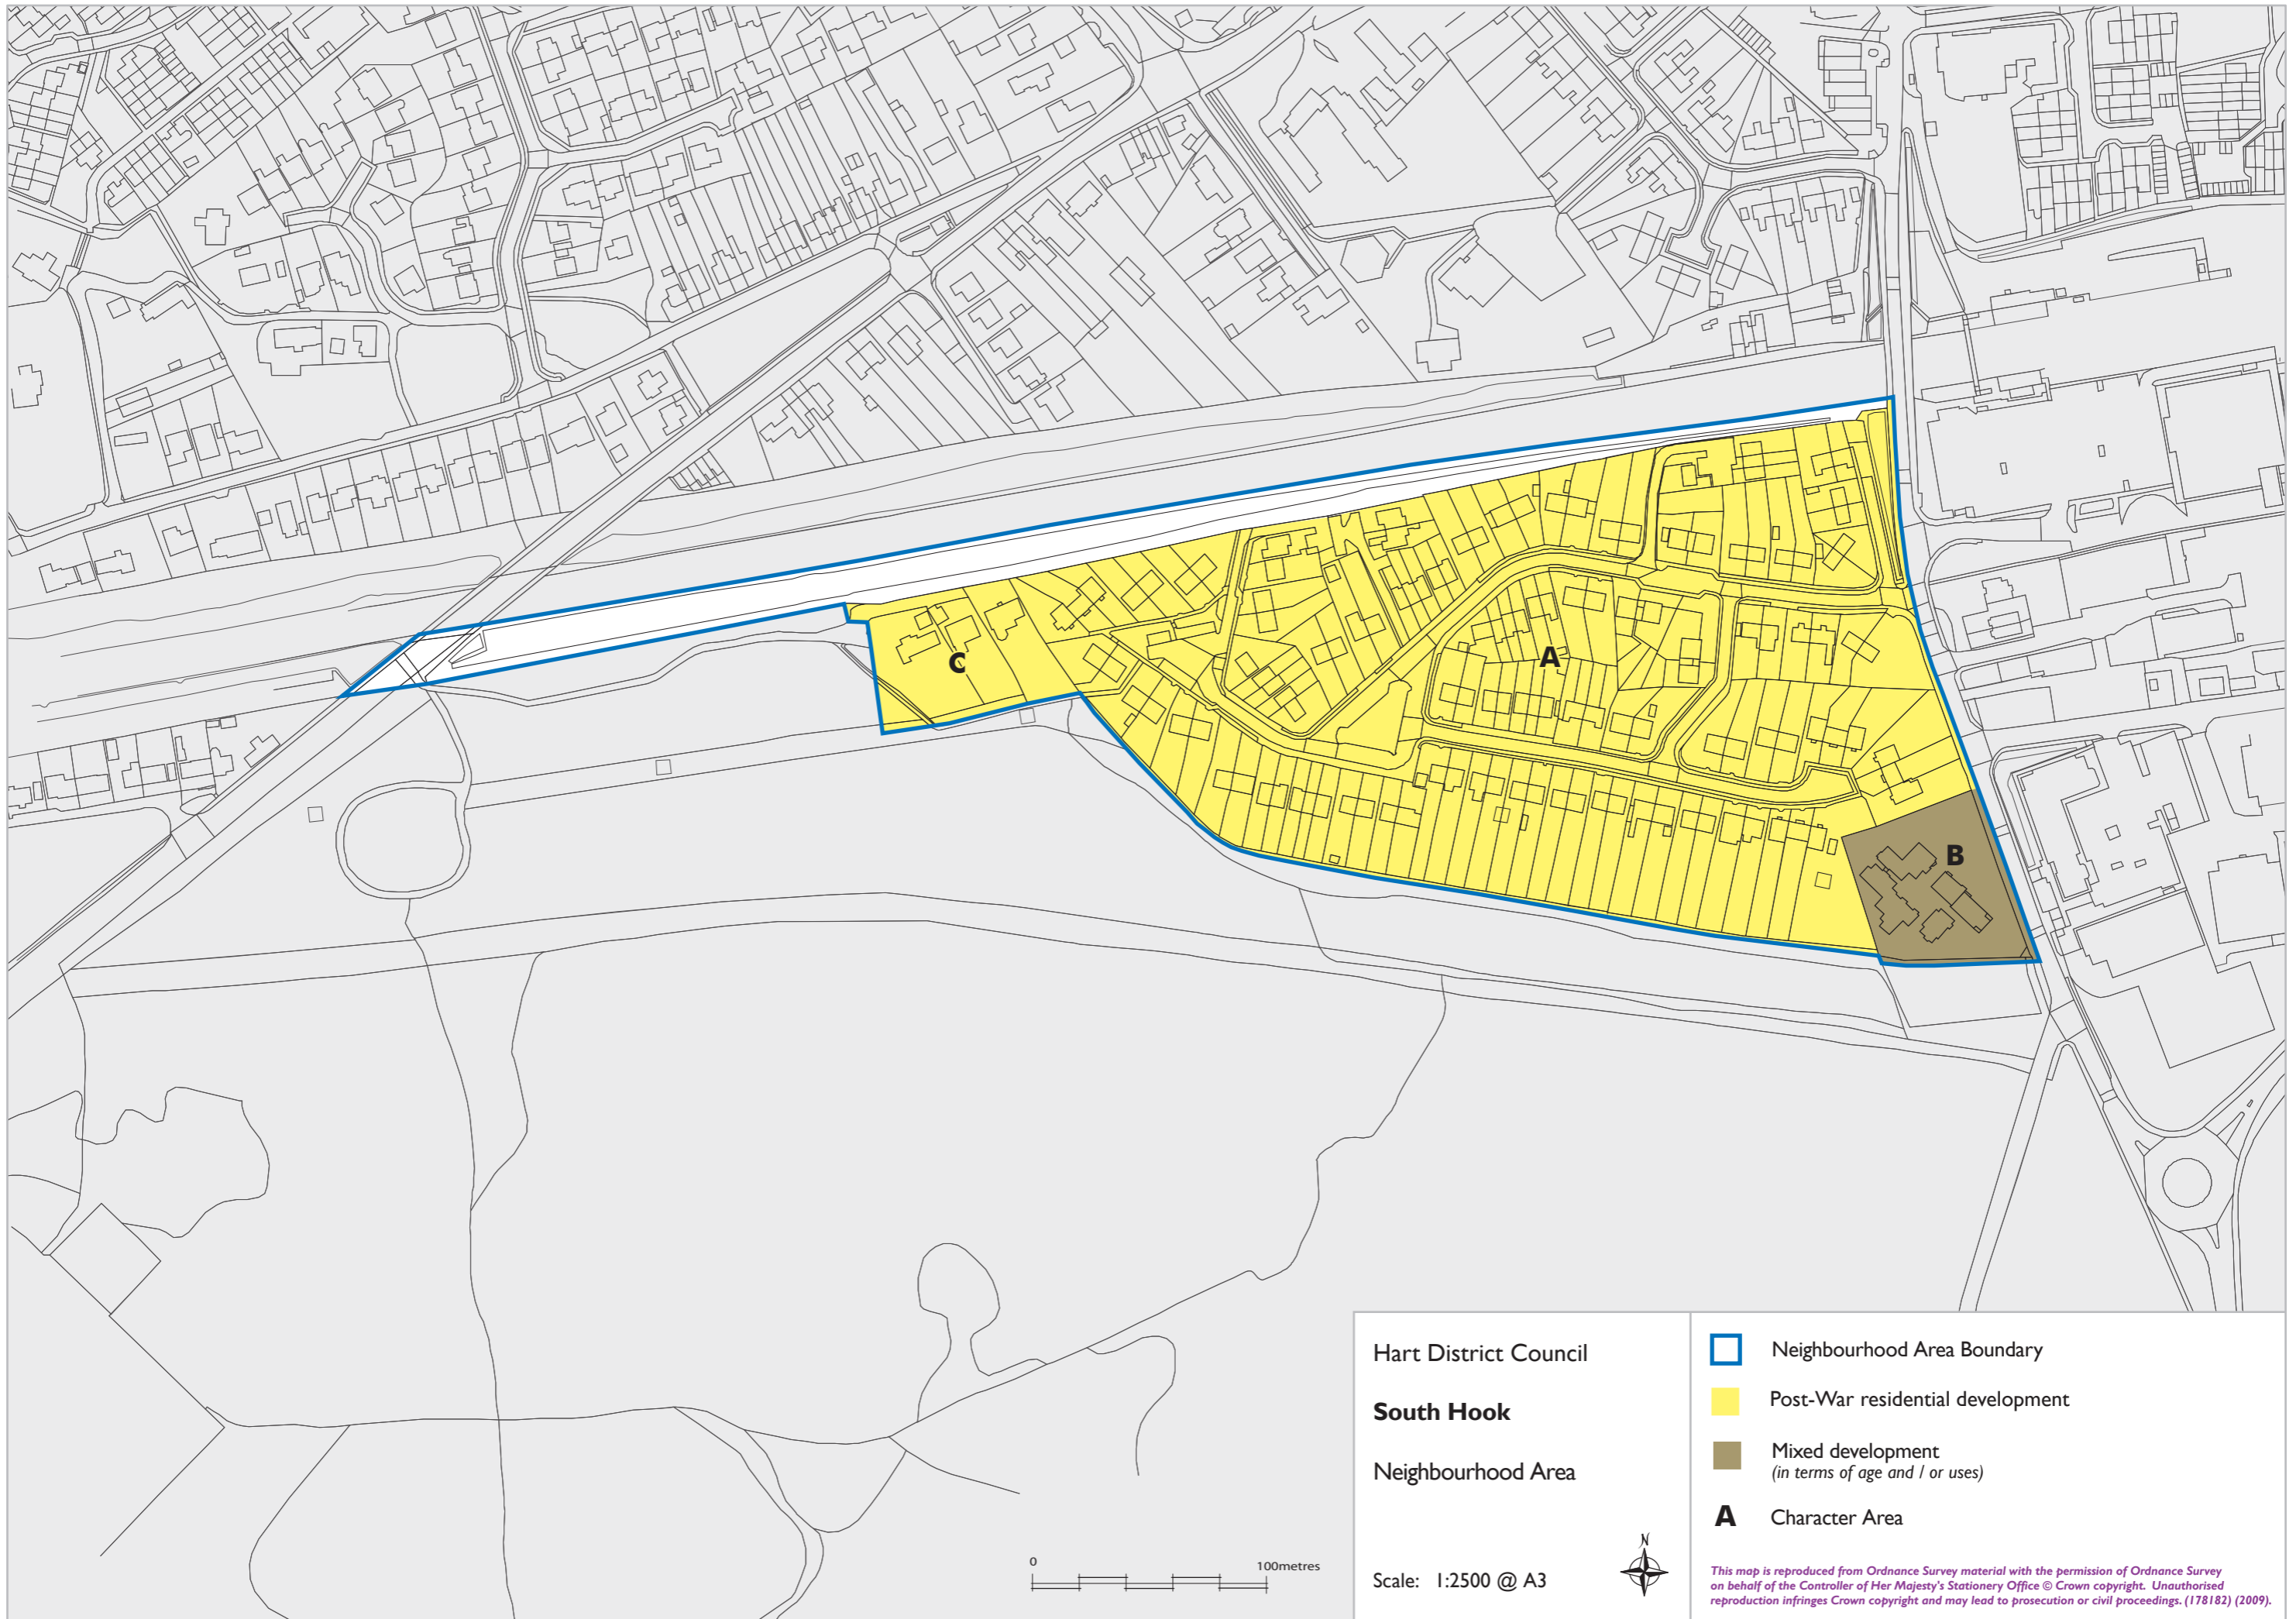 C
A
B
Hart District Council
South Hook
Neighbourhood Area
Scale: 1:2500 @ A3
N
0
100metres
Neighbourhood Area Boundary
Post-War residential development
Mixed development
(in terms of age and / or uses)
A Character Area
This map is reproduced from Ordnance Survey material with the permission of Ordnance Survey
on behalf of the Controller of Her Majesty's Stationery Office © Crown copyright. Unauthorised
reproduction infringes Crown copyright and may lead to prosecution or civil proceedings. (178182) (2009).